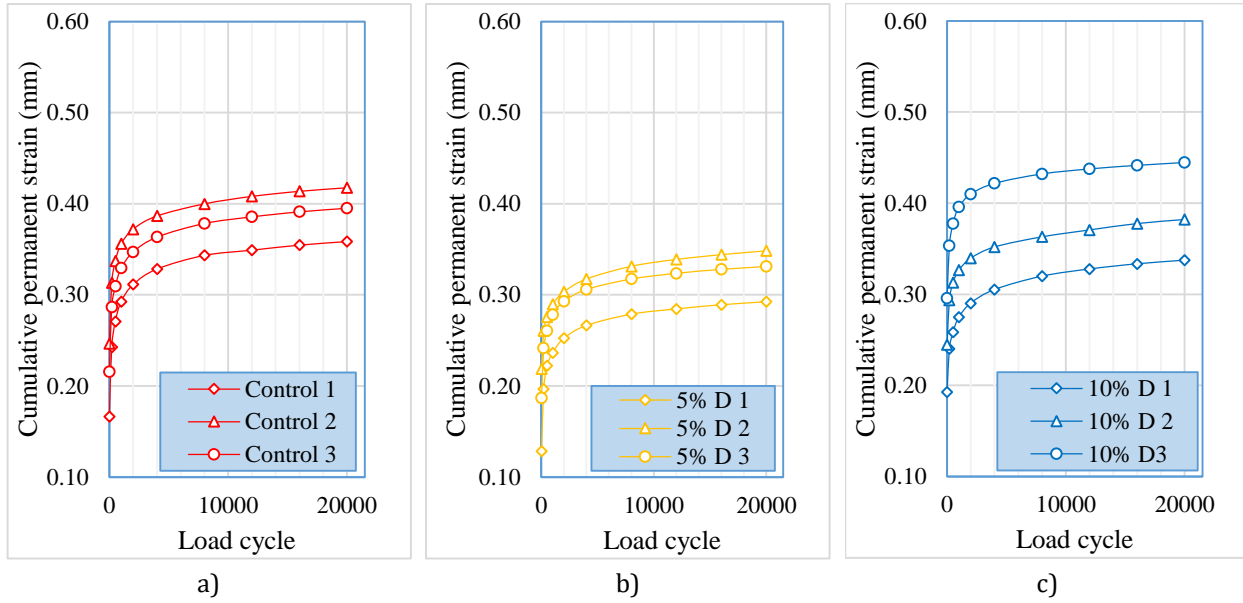 Cumulative permanent strain (mm)
0.60
0.50
0.40
0.30
0.20
0.10
Control 1
Control 2
Control 3
0
10000
20000
Load cycle
a)
Cumulative permanent strain (mm)
0.60
0.50
0.40
0.30
0.20
0.10
5% D 1
5% D 2
5% D 3
0
10000
20000
Load cycle
b)
Cumulative permanent strain (mm)
0.60
0.50
0.40
0.30
0.20
0.10
10% D 1
10% D 2
10% D3
0
10000
20000
Load cycle
c)